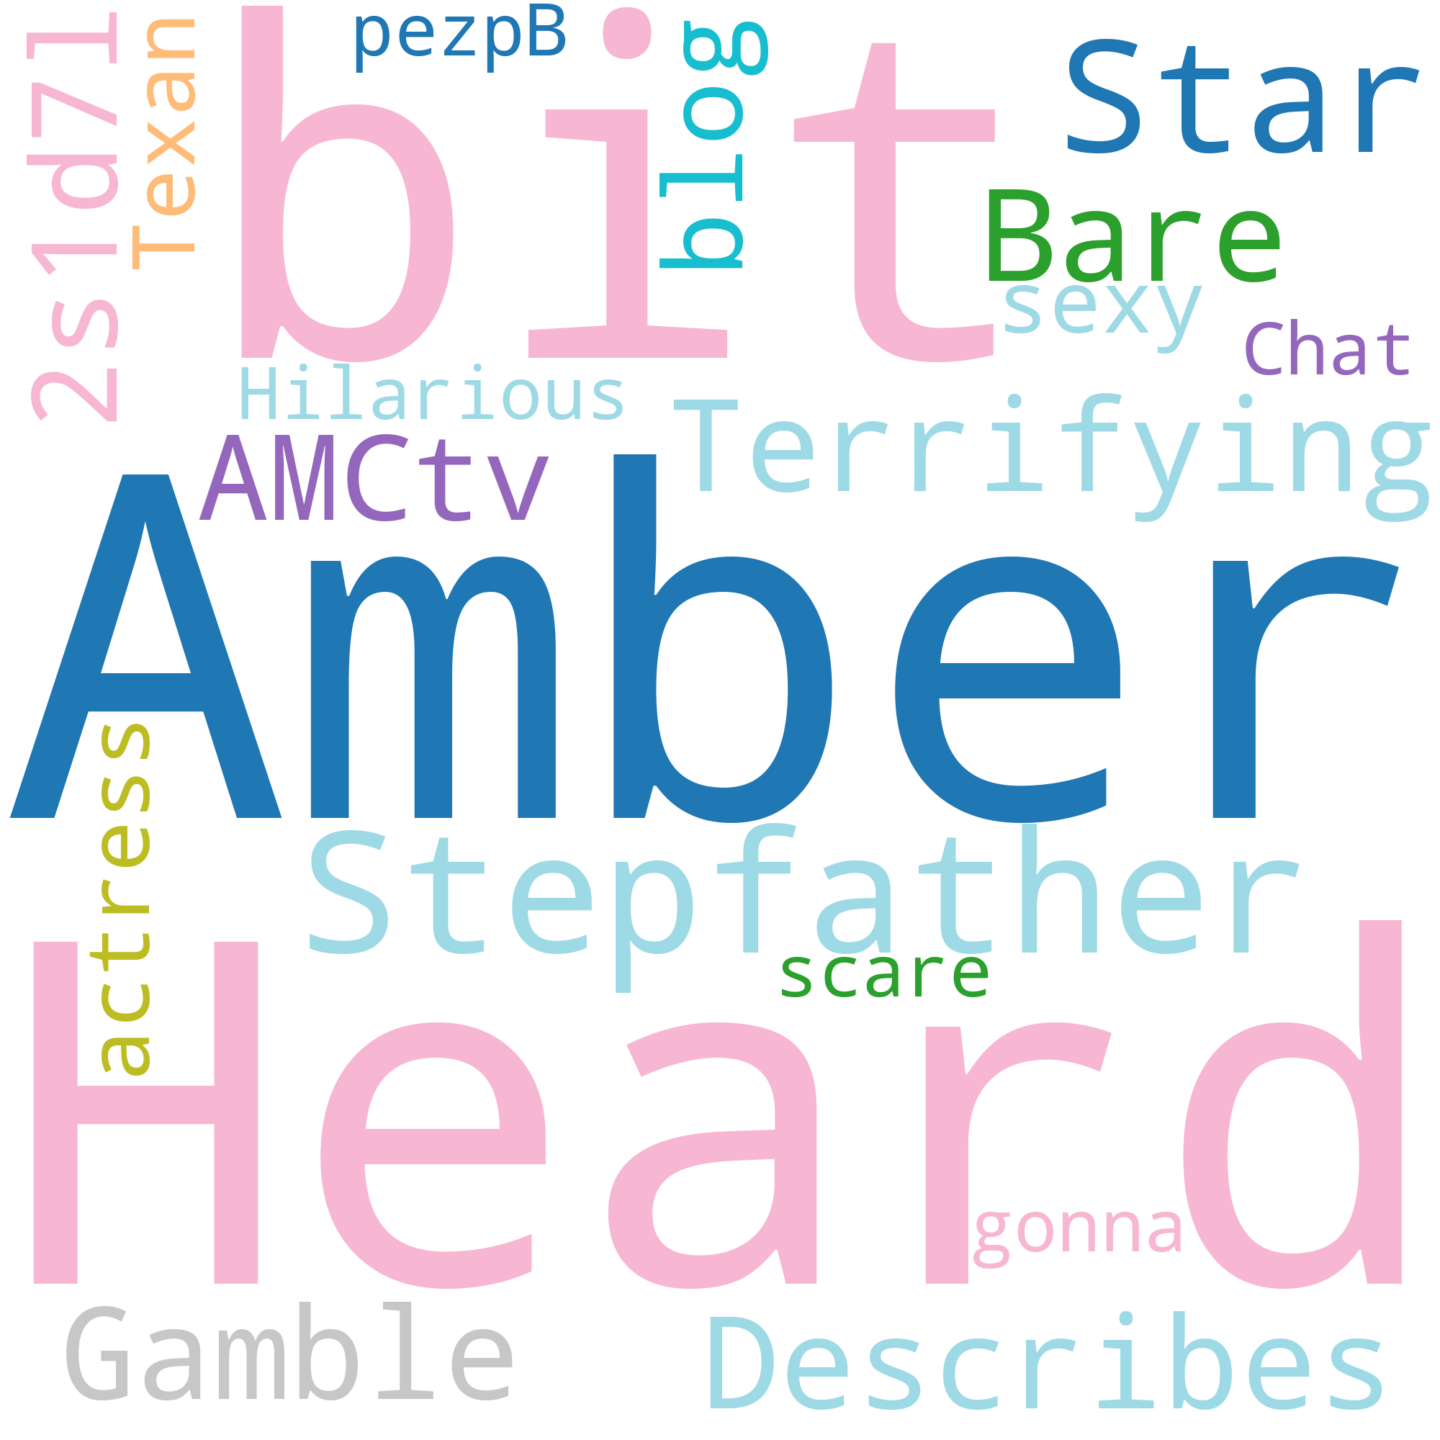 2s1d7l
Texan
pezpB
bit
blog
Star
Bare
sexy
Chat
Hilarious
Terrifying
AMCtv
Amber
actress
Stepfather
scare
Heard
gonna
Gamble
Describes